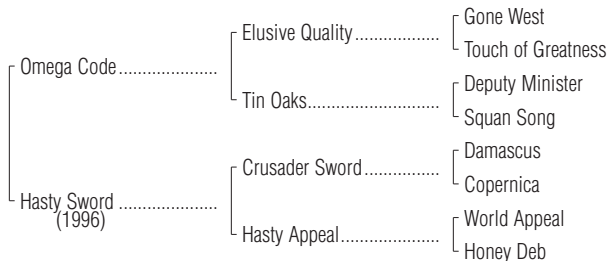 Gone West
Elusive Quality..................
Touch of Greatness
Omega Code.....................
Deputy Minister
Tin Oaks............................
Squan Song
Damascus
Crusader Sword................
Copernica
Hasty Sword .....................
(1996)
World Appeal
Hasty Appeal.....................
Honey Deb